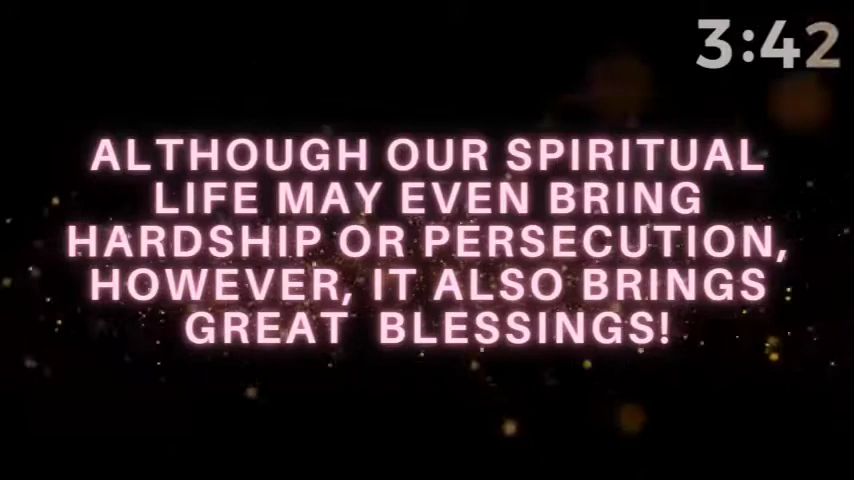 3:42
ALTHOUGH OUR SPIRITUAL
LIFE MAY EVEN BRING
HARDSHIP OR PERSECUTION,
HOWEVER, IT ALSO BRINGS
GREAT  BLESSINGS!